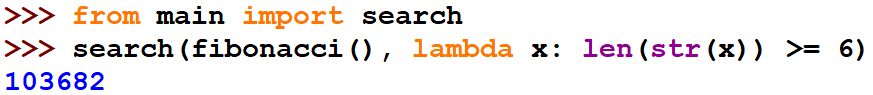 >>> from main import search
>>> search(fibonacci(), lambda x: len(str(x)) >= 6)
103682